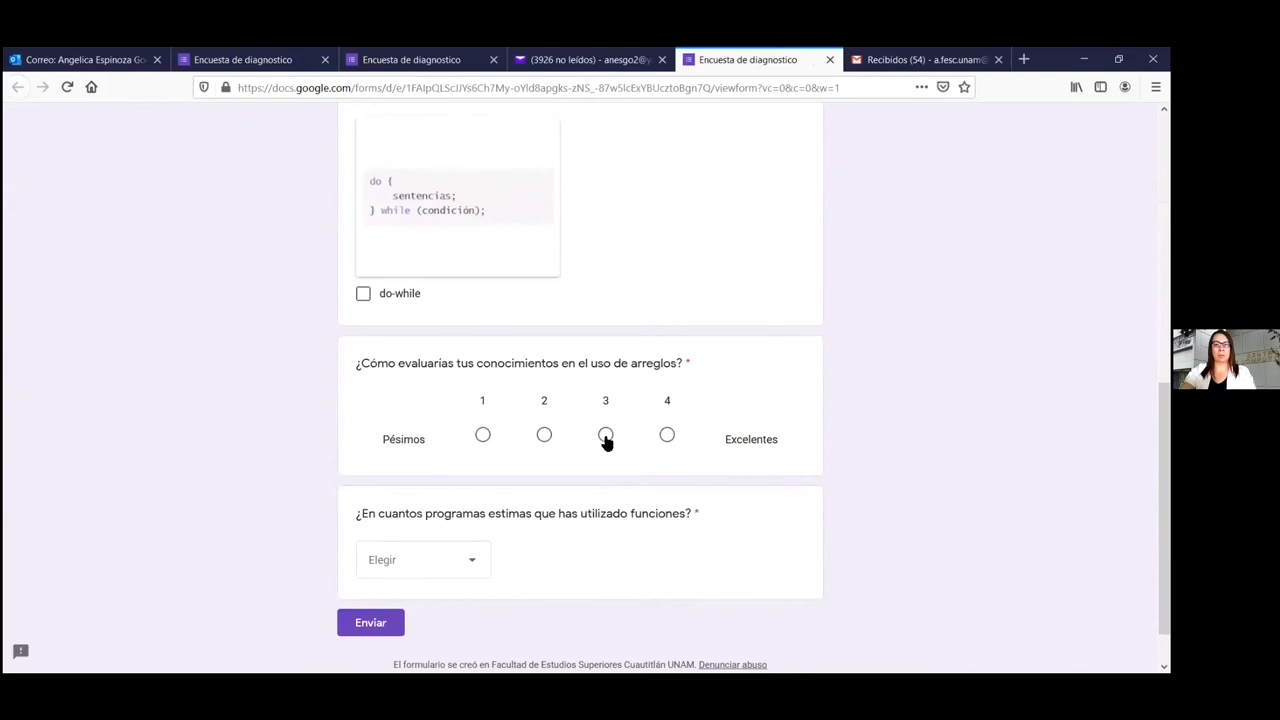 Correo: Angelica Espinoza Go
Encuesta de diagnostico
Encuesta de diagnostico
(3926 no leídos) - anesgo2@y
Encuesta de diagnostico
Recibidos (54) - a.fesc.unam@
https://docs.google.com/forms/d/e/1FAIpQLScJJYs6Ch7My-oYld8apgks-zNS_-87w5lcExYBUcztoBgn7Q/viewform?vc=0&c=0&w=1
do {
sentencias;
} while (condición);
do-while
¿Cómo evaluarías tus conocimientos en el uso de arreglos? *
1 2 3 4
Pésimos Excelentes
¿En cuantos programas estimas que has utilizado funciones? *
Elegir
Enviar
El formulario se creó en Facultad de Estudios Superiores Cuautitlán UNAM. Denunciar abuso